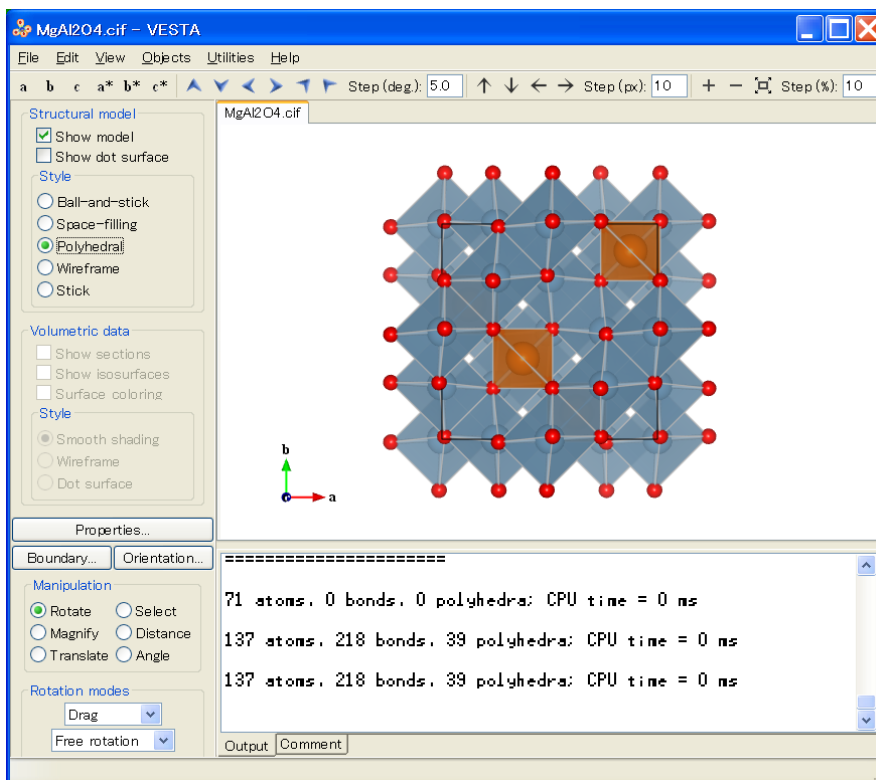 MgAl2O4.cif – VESTA
File Edit View Objects Utilities Help
a b c a* b* c* Step(deg.): 5.0 Step(px): 10 Step(%): 10
Structural model
Show model
Show dot surface
Style
Ball-and-stick
Space-filling
Polyhedral
Wireframe
Stick
Volumetric data
Show sections
Show isosurfaces
Surface coloring
Style
Smooth shading
Wireframe
Dot surface
Properties...
Boundary... Orientation...
Manipulation
Rotate Select
Magnify Distance
Translate Angle
Rotation modes
Drag
Free rotation
MgAl2O4.cif
b
a
======================
71 atoms, 0 bonds, 0 polyhedra; CPU time = 0 ms
137 atoms, 218 bonds, 39 polyhedra; CPU time = 0 ms
137 atoms, 218 bonds, 39 polyhedra; CPU time = 0 ms
Output Comment